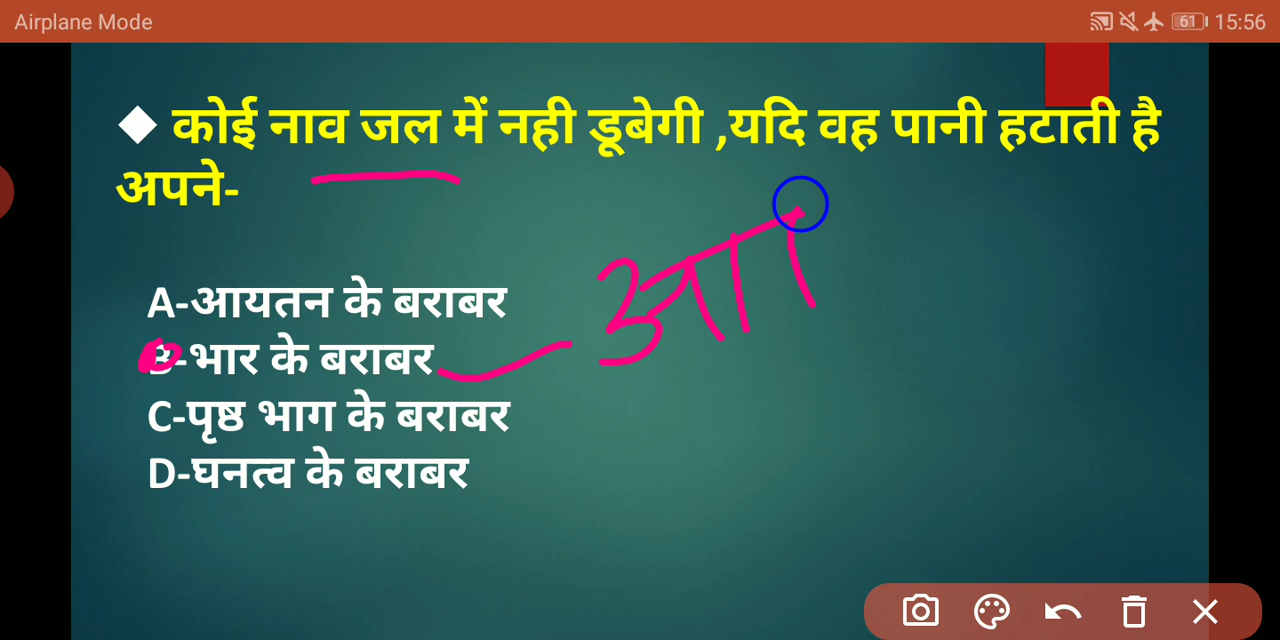 Airplane Mode 61 15:56
◆ कोई नाव जल में नही डूबेगी ,यदि वह पानी हटाती है
अपने-
A-आयतन के बराबर
B-भार के बराबर
C-पृष्ठ भाग के बराबर
D-घनत्व के बराबर